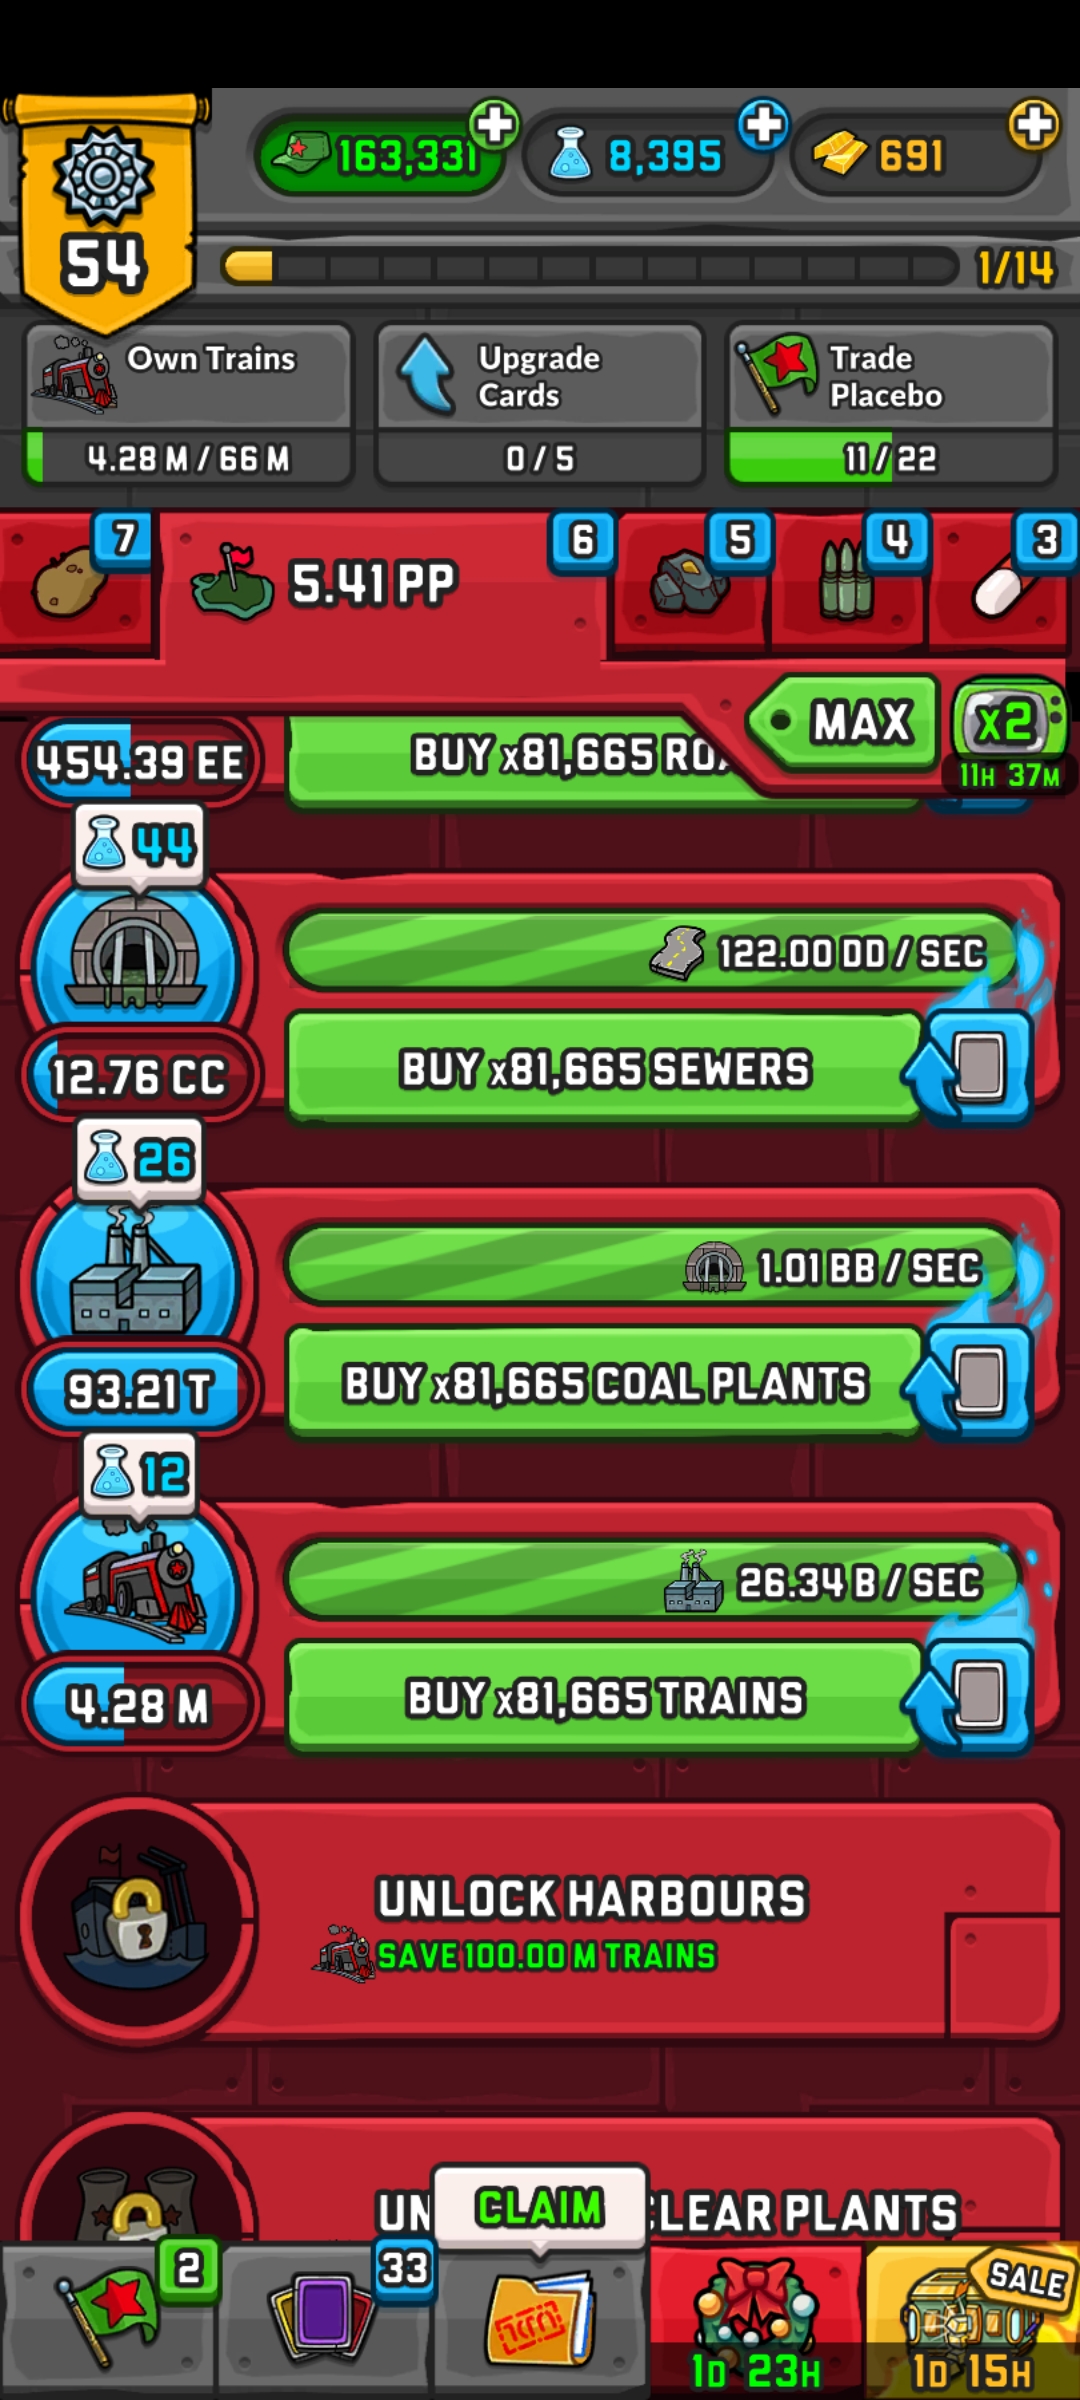 163,331
8,395
691
54
1/14
Own Trains
4.28 M / 66 M
Upgrade
Cards
0 / 5
Trade
Placebo
11 / 22
7
5.41 PP
6
5
4
3
MAX
x2
11H 37M
454.39 EE
BUY x81,665 RO
44
122.00 DD / SEC
12.76 CC
BUY x81,665 SEWERS
26
1.01 BB / SEC
93.21 T
BUY x81,665 COAL PLANTS
12
26.34 B / SEC
4.28 M
BUY x81,665 TRAINS
UNLOCK HARBOURS
SAVE 100.00 M TRAINS
UN
CLEAR PLANTS
CLAIM
2
33
1D 23H
SALE
1D 15H